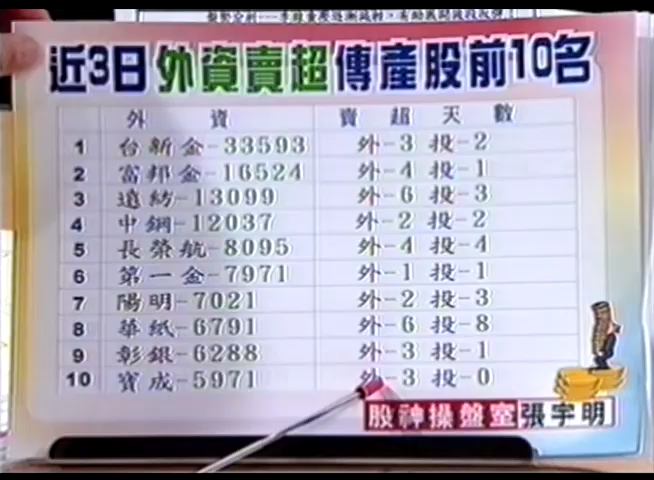 近3日外資賣超傳產股前10名
外資 賣超天數
1 台新金-33593 外-3 投-2
2 富邦金-16524 外-4 投-1
3 遠紡-13099 外-6 投-3
4 中鋼-12037 外-2 投-2
5 長榮航-8095 外-4 投-4
6 第一金-7971 外-1 投-1
7 陽明-7021 外-2 投-3
8 華紙-6791 外-6 投-8
9 彰銀-6288 外-3 投-1
10 寶成-5971 外-3 投-0
股神操盤室 張宇明